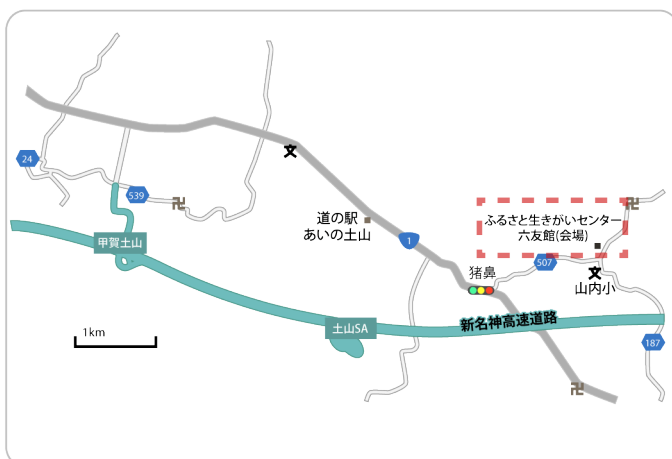 24
539
甲賀土山
道の駅
あいの土山
1
猪鼻
ふるさと生きがいセンター
六友館(会場)
507
山内小
土山SA
新名神高速道路
187
1km
文
文